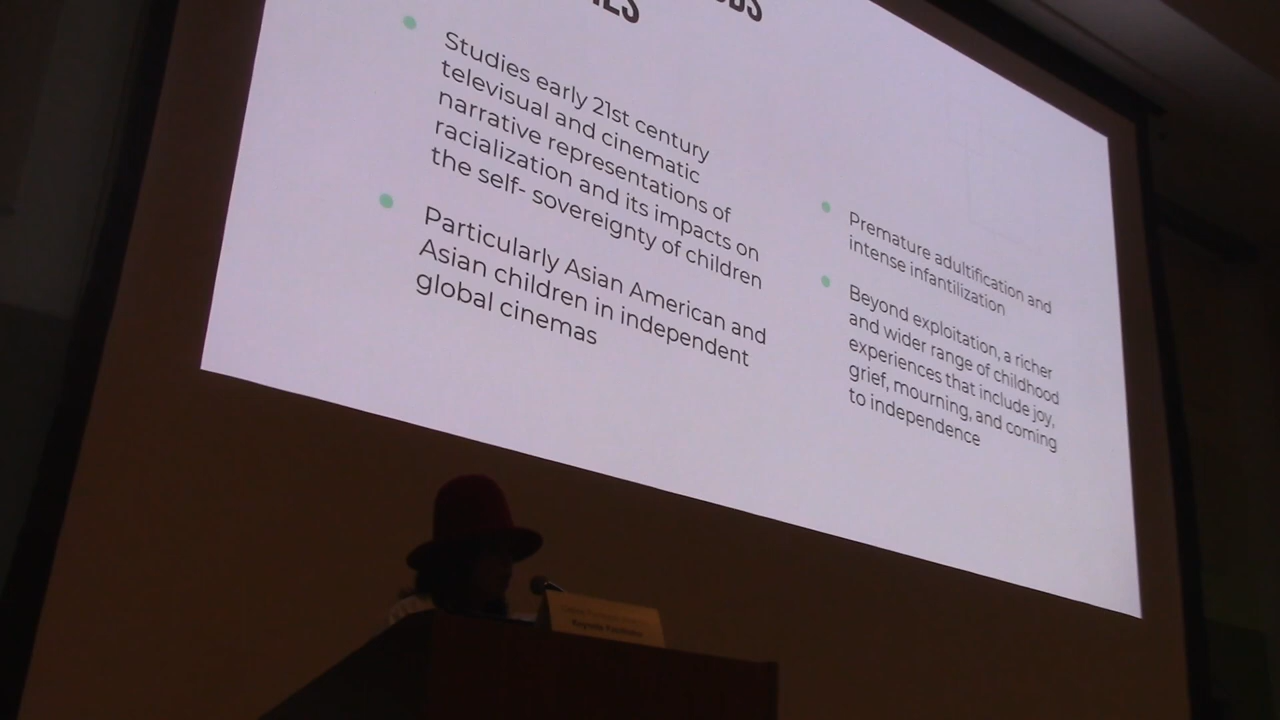 Studies early 21st century
televisual and cinematic
narrative representations of
racialization and its impacts on
the self- sovereignty of children
Particularly Asian American and
Asian children in independent
global cinemas
Premature adultification and
intense infantilization
Beyond exploitation, a richer
and wider range of childhood
experiences that include joy,
grief, mourning, and coming
to independence
Keynote